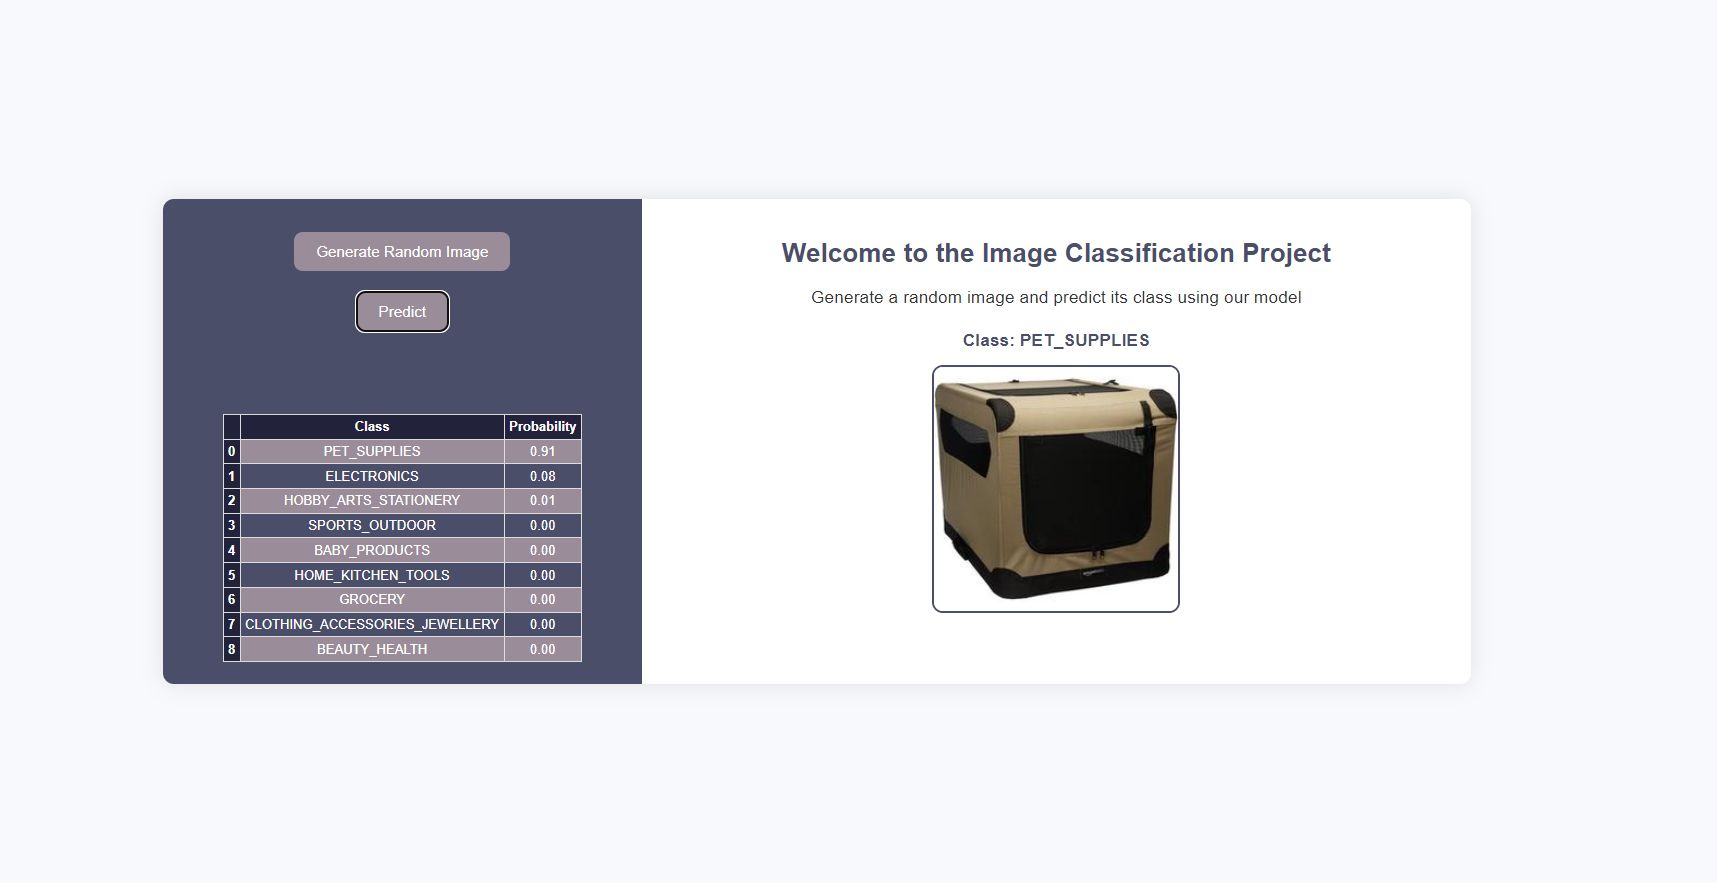 Generate Random Image
Predict
Class Probability
0 PET_SUPPLIES 0.91
1 ELECTRONICS 0.08
2 HOBBY_ARTS_STATIONERY 0.01
3 SPORTS_OUTDOOR 0.00
4 BABY_PRODUCTS 0.00
5 HOME_KITCHEN_TOOLS 0.00
6 GROCERY 0.00
7 CLOTHING_ACCESSORIES_JEWELLERY 0.00
8 BEAUTY_HEALTH 0.00
Welcome to the Image Classification Project
Generate a random image and predict its class using our model
Class: PET_SUPPLIES